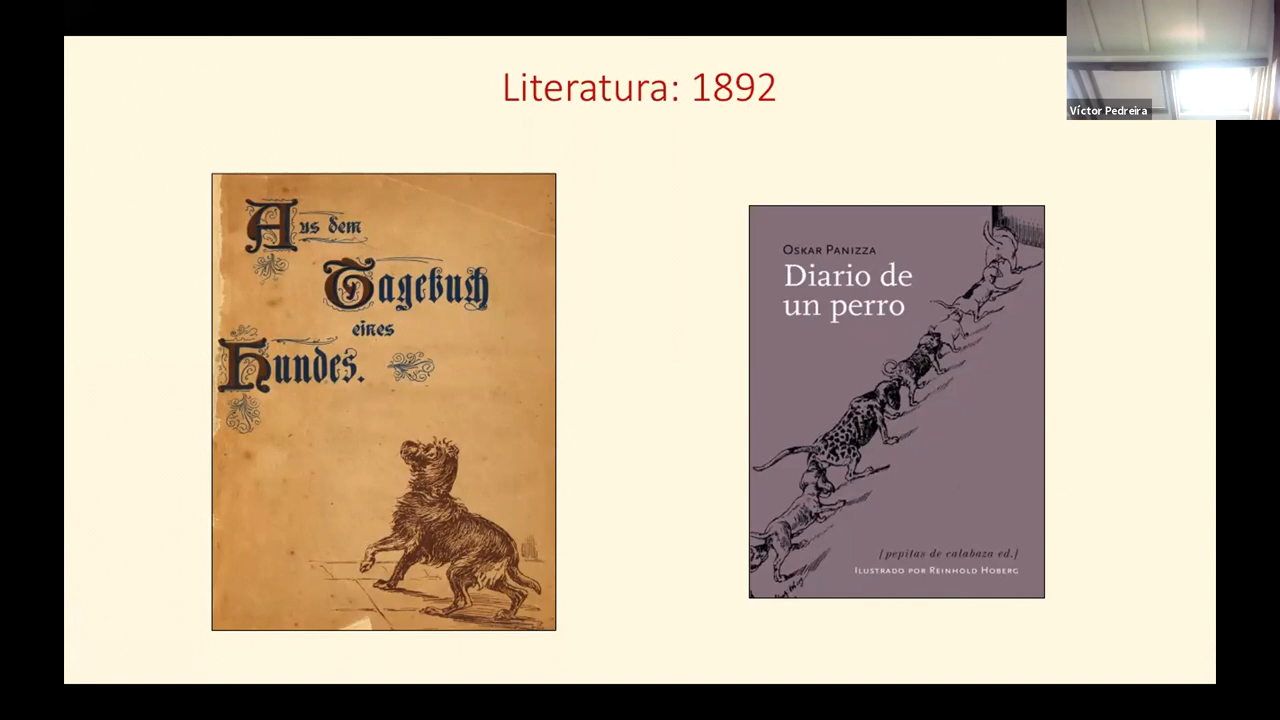 Literatura: 1892
Víctor Pedreira
Aus dem
Tagebuch
eines
Hundes.
OSKAR PANIZZA
Diario de
un perro
[pepitas de calabaza ed.]
ILUSTRADO POR REINHOLD HOBERG